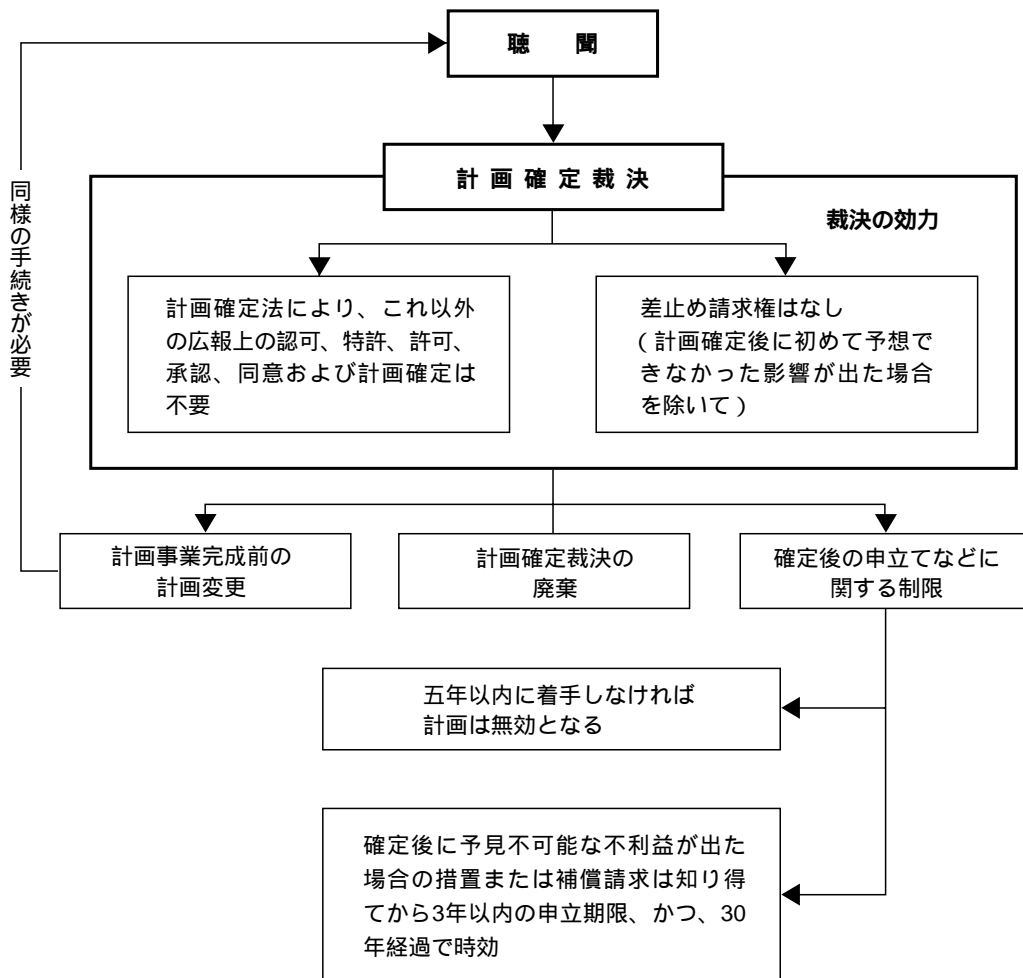 聴　聞
計画確定裁決
裁決の効力
同様の手続きが必要
計画確定法により、これ以外
の広報上の認可、特許、許可、
承認、同意および計画確定は
不要
差止め請求権はなし
（計画確定後に初めて予想で
きなかった影響が出た場合
を除いて）
計画事業完成前の
計画変更
計画確定裁決の
廃棄
確定後の申立てなどに
関する制限
五年以内に着手しなければ
計画は無効となる
確定後に予見不可能な不利益が出た
場合の措置または補償請求は知り得
てから3年以内の申立期限、かつ、30
年経過で時効